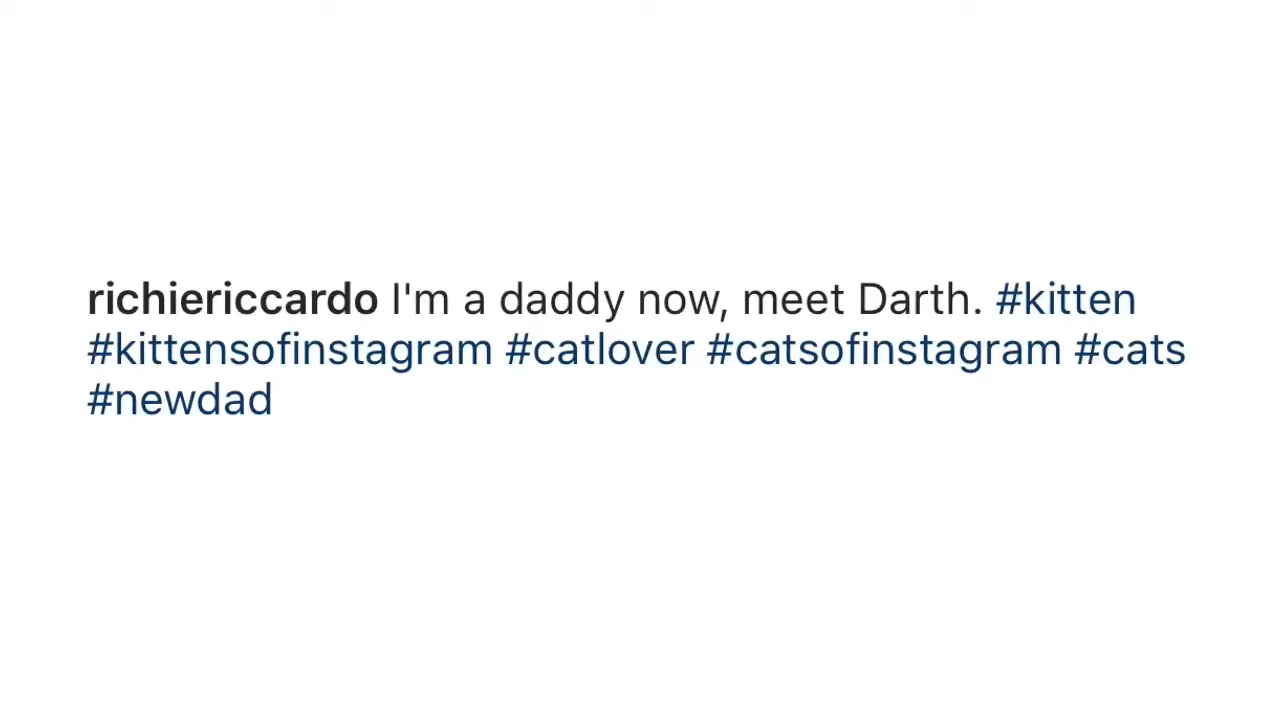 richiericcardo I'm a daddy now, meet Darth. #kitten
#kittensofinstagram #catlover #catsofinstagram #cats
#newdad